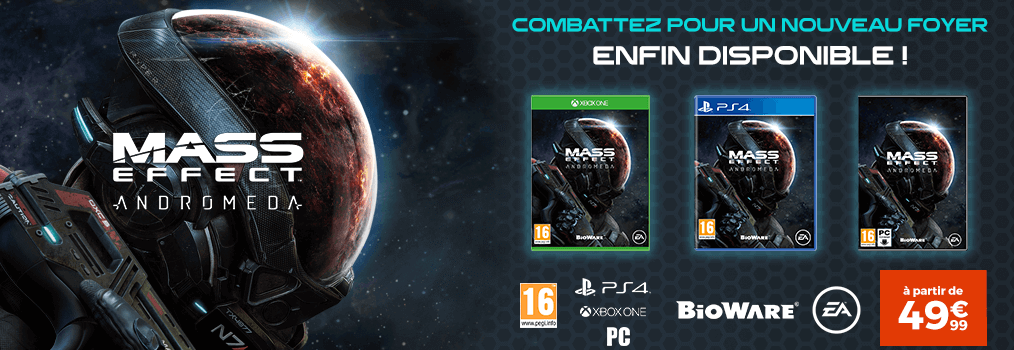 COMBATTEZ POUR UN NOUVEAU FOYER
ENFIN DISPONIBLE !
MASS
EFFECT
ANDROMEDA
CAUTION
N7
XBOX ONE
MASS
EFFECT
ANDROMEDA
16
BIOWARE
EA
PS4
MASS
EFFECT
ANDROMEDA
16
BIOWARE
EA
MASS
EFFECT
ANDROMEDA
16
PC
BIOWARE
EA
16
www.pegi.info
PS4
XBOX ONE
PC
BIOWARE®
EA
à partir de
49€99